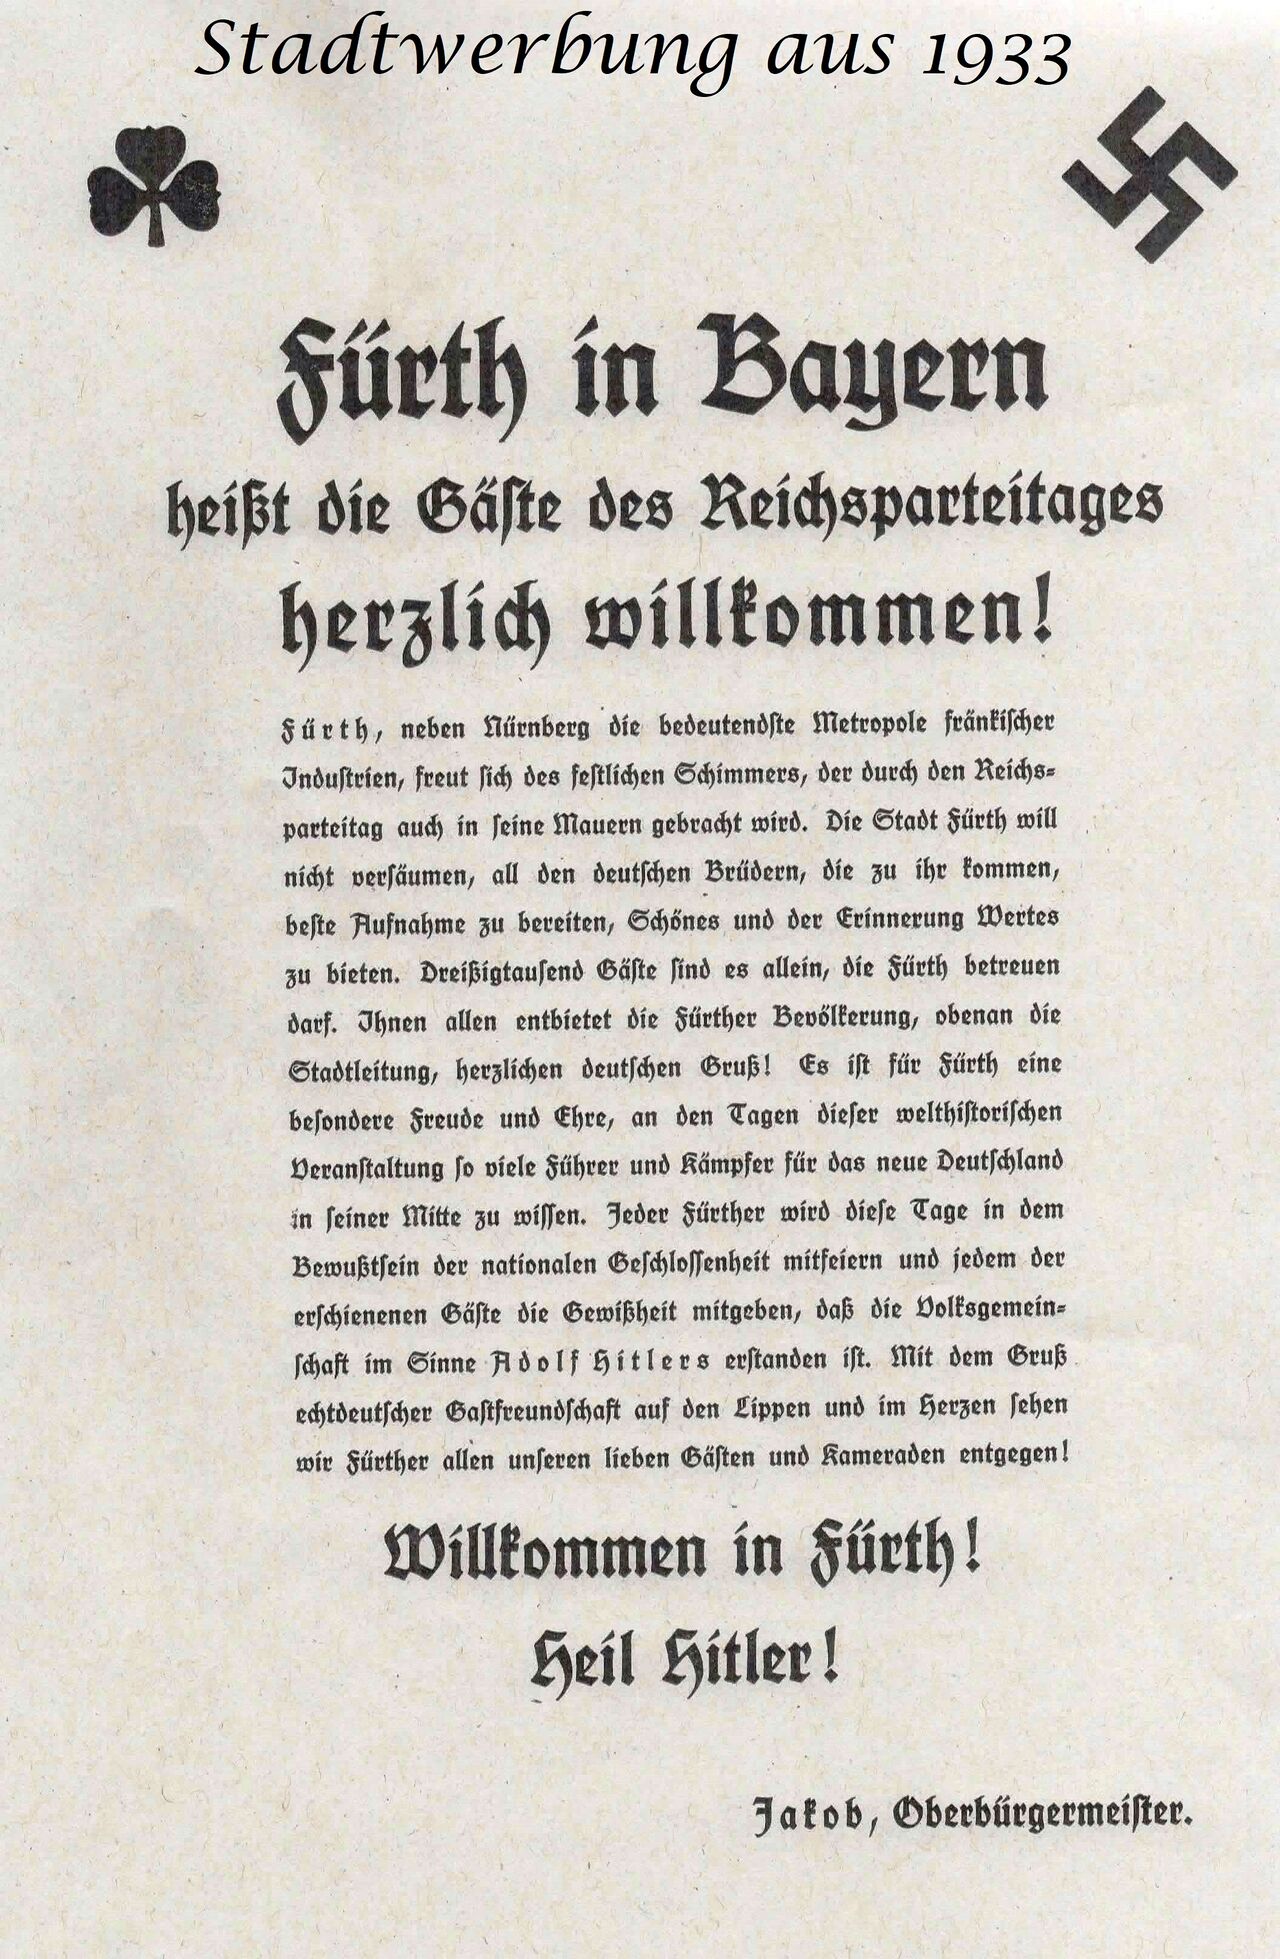 Stadtwerbung aus 1933
Fürth in Bayern
heißt die Gäste des Reichsparteitages
herzlich willkommen!
Fürth, neben Nürnberg die bedeutendste Metropole fränkischer
Industrien, freut sich des festlichen Schimmers, der durch den Reichs-
parteitag auch in seine Mauern gebracht wird. Die Stadt Fürth will
nicht versäumen, all den deutschen Brüdern, die zu ihr kommen,
beste Aufnahme zu bereiten, Schönes und der Erinnerung Wertes
zu bieten. Dreißigtausend Gäste sind es allein, die Fürth betreuen
darf. Ihnen allen entbietet die Fürther Bevölkerung, obenan die
Stadtleitung, herzlichen deutschen Gruß! Es ist für Fürth eine
besondere Freude und Ehre, an den Tagen dieser welthistorischen
Veranstaltung so viele Führer und Kämpfer für das neue Deutschland
in seiner Mitte zu wissen. Jeder Fürther wird diese Tage in dem
Bewußtsein der nationalen Geschlossenheit mitfeiern und jedem der
erschienenen Gäste die Gewißheit mitgeben, daß die Volksgemein-
schaft im Sinne Adolf Hitlers erstanden ist. Mit dem Gruß
echtdeutscher Gastfreundschaft auf den Lippen und im Herzen sehen
wir Fürther allen unseren lieben Gästen und Kameraden entgegen!
Willkommen in Fürth!
Heil Hitler!
Jakob, Oberbürgermeister.